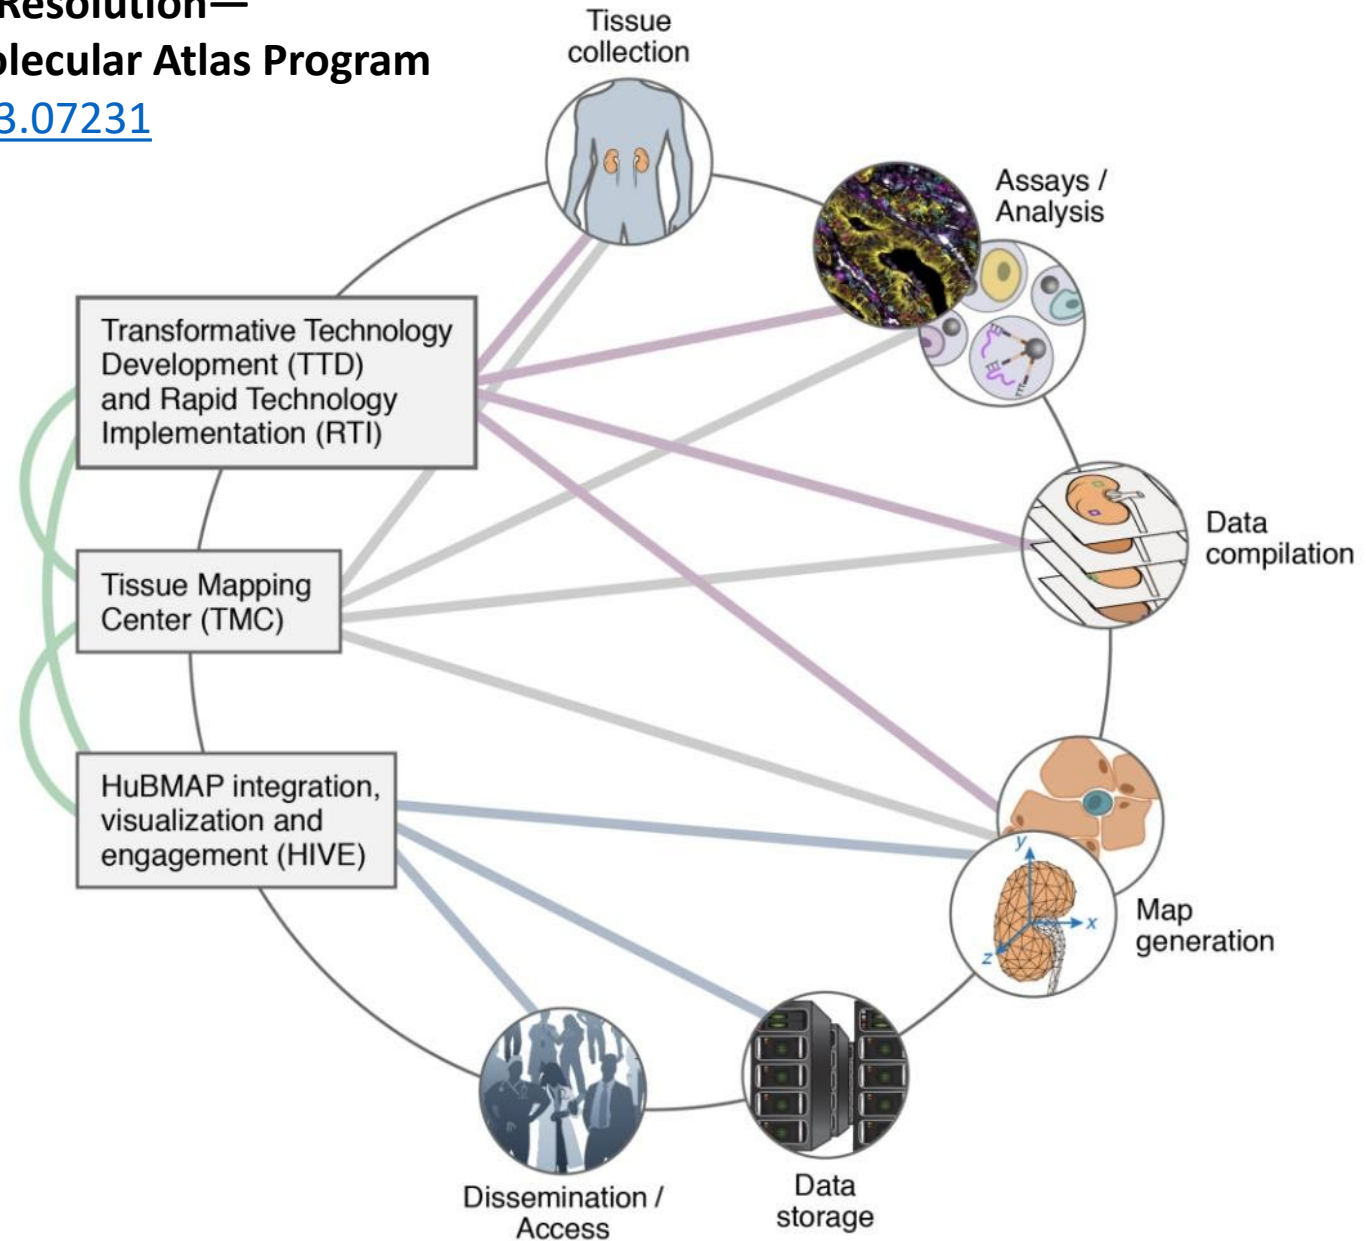 Resolution—
olecular Atlas Program
3.07231
Tissue
collection
Assays /
Analysis
Transformative Technology
Development (TTD)
and Rapid Technology
Implementation (RTI)
Data
compilation
Tissue Mapping
Center (TMC)
HuBMAP integration,
visualization and
engagement (HIVE)
y
x
z
Map
generation
Dissemination /
Access
Data
storage